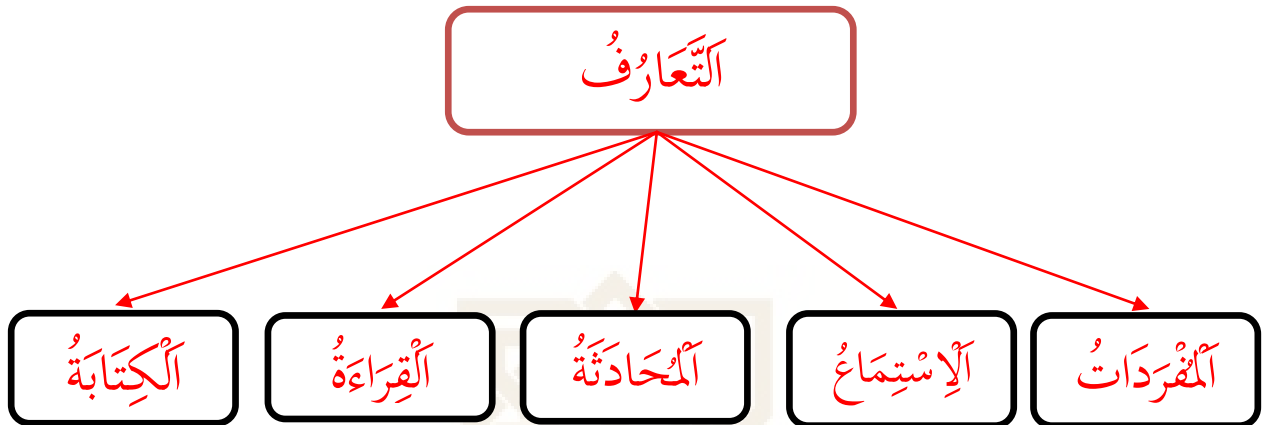 اَلتَّعَارُفُ
اَلْمُفْرَدَاتُ
اَلْاِسْتِمَاعُ
اَلْمُحَادَثَةُ
اَلْقِرَاءَةُ
اَلْكِتَابَةُ